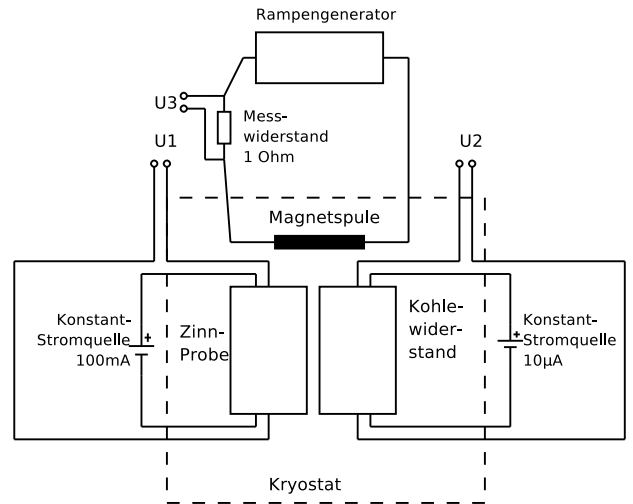 Rampengenerator
U3
Mess-
widerstand
1 Ohm
U1
U2
Magnetspule
Konstant-
Stromquelle
100mA
+
Zinn-
Probe
Kohle-
wider-
stand
+
Konstant-
Stromquelle
10µA
Kryostat